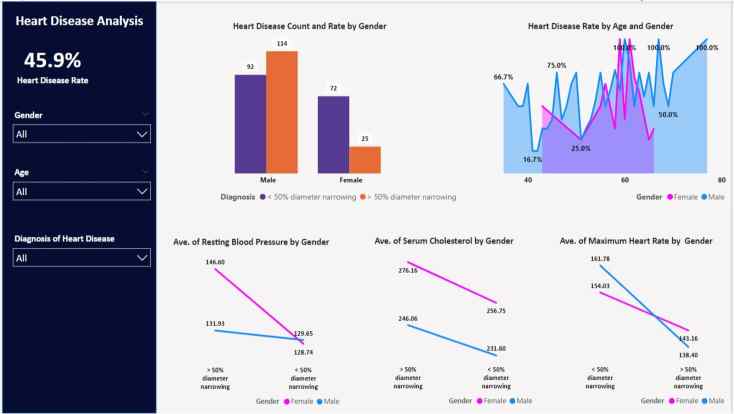 Heart Disease Analysis
45.9%
Heart Disease Rate
Gender
All
Age
All
Diagnosis of Heart Disease
All
Heart Disease Count and Rate by Gender
92
114
72
25
Male
Female
Diagnosis < 50% diameter narrowing > 50% diameter narrowing
Heart Disease Rate by Age and Gender
66.7%
16.7%
75.0%
25.0%
100.0%
100.0%
50.0%
100.0%
40
60
80
Gender Female Male
Ave. of Resting Blood Pressure by Gender
146.60
131.93
129.65
128.74
> 50%
diameter
narrowing
< 50%
diameter
narrowing
Gender Female Male
Ave. of Serum Cholesterol by Gender
276.16
246.06
256.75
231.60
> 50%
diameter
narrowing
< 50%
diameter
narrowing
Gender Female Male
Ave. of Maximum Heart Rate by Gender
161.78
154.03
143.16
138.40
< 50%
diameter
narrowing
> 50%
diameter
narrowing
Gender Female Male